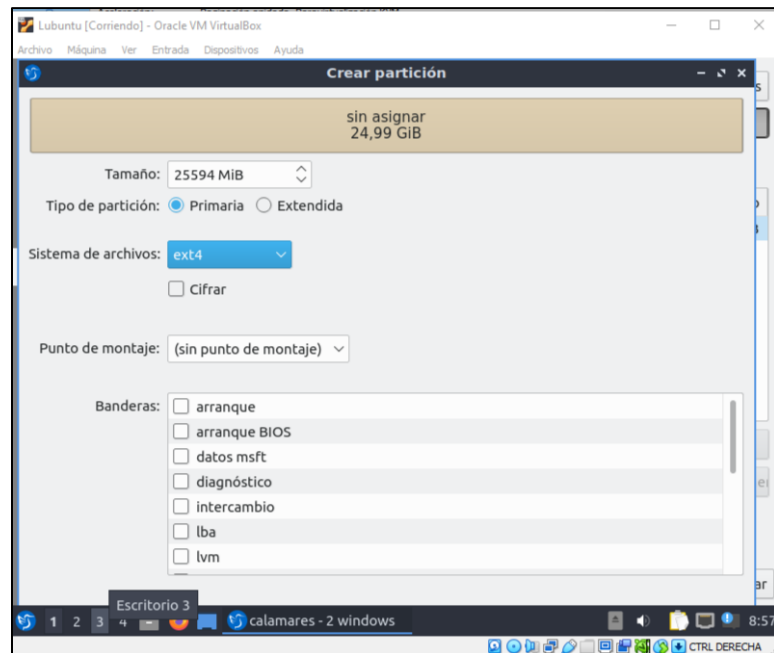 Lubuntu [Corriendo] - Oracle VM VirtualBox
Archivo Máquina Ver Entrada Dispositivos Ayuda
Crear partición
sin asignar
24,99 GiB
Tamaño: 25594 MiB
Tipo de partición: Primaria Extendida
Sistema de archivos: ext4
Cifrar
Punto de montaje: (sin punto de montaje)
Banderas: arranque
arranque BIOS
datos msft
diagnóstico
intercambio
lba
lvm
Escritorio 3
1 2 3 4 calamares - 2 windows 8:57
CTRL DERECHA